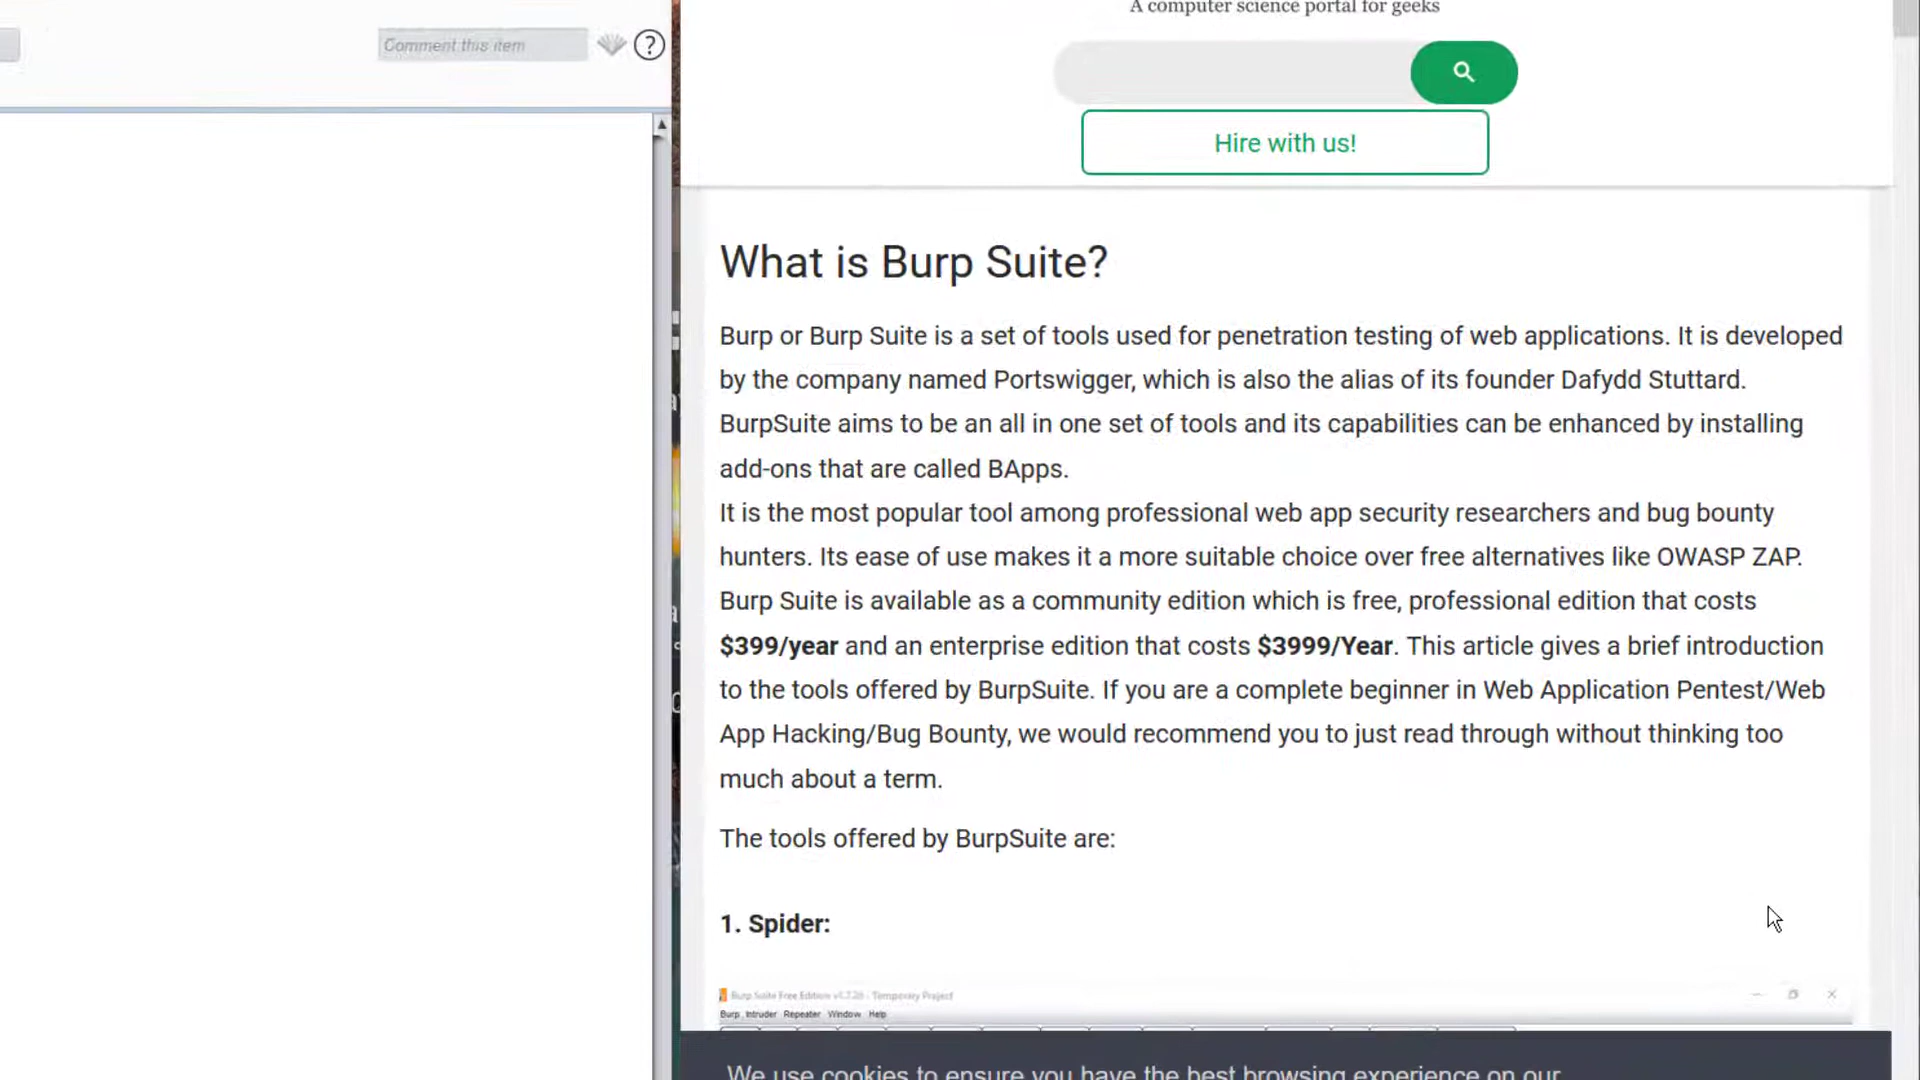 Comment this item
?
A computer science portal for geeks
Hire with us!
What is Burp Suite?
Burp or Burp Suite is a set of tools used for penetration testing of web applications. It is developed
by the company named Portswigger, which is also the alias of its founder Dafydd Stuttard.
BurpSuite aims to be an all in one set of tools and its capabilities can be enhanced by installing
add-ons that are called BApps.
It is the most popular tool among professional web app security researchers and bug bounty
hunters. Its ease of use makes it a more suitable choice over free alternatives like OWASP ZAP.
Burp Suite is available as a community edition which is free, professional edition that costs
$399/year and an enterprise edition that costs $3999/Year. This article gives a brief introduction
to the tools offered by BurpSuite. If you are a complete beginner in Web Application Pentest/Web
App Hacking/Bug Bounty, we would recommend you to just read through without thinking too
much about a term.
The tools offered by BurpSuite are:
1. Spider:
Burp Suite Free Edition v1.7.26 - Temporary Project
Burp Intruder Repeater Window Help
We use cookies to ensure you have the best browsing experience on our